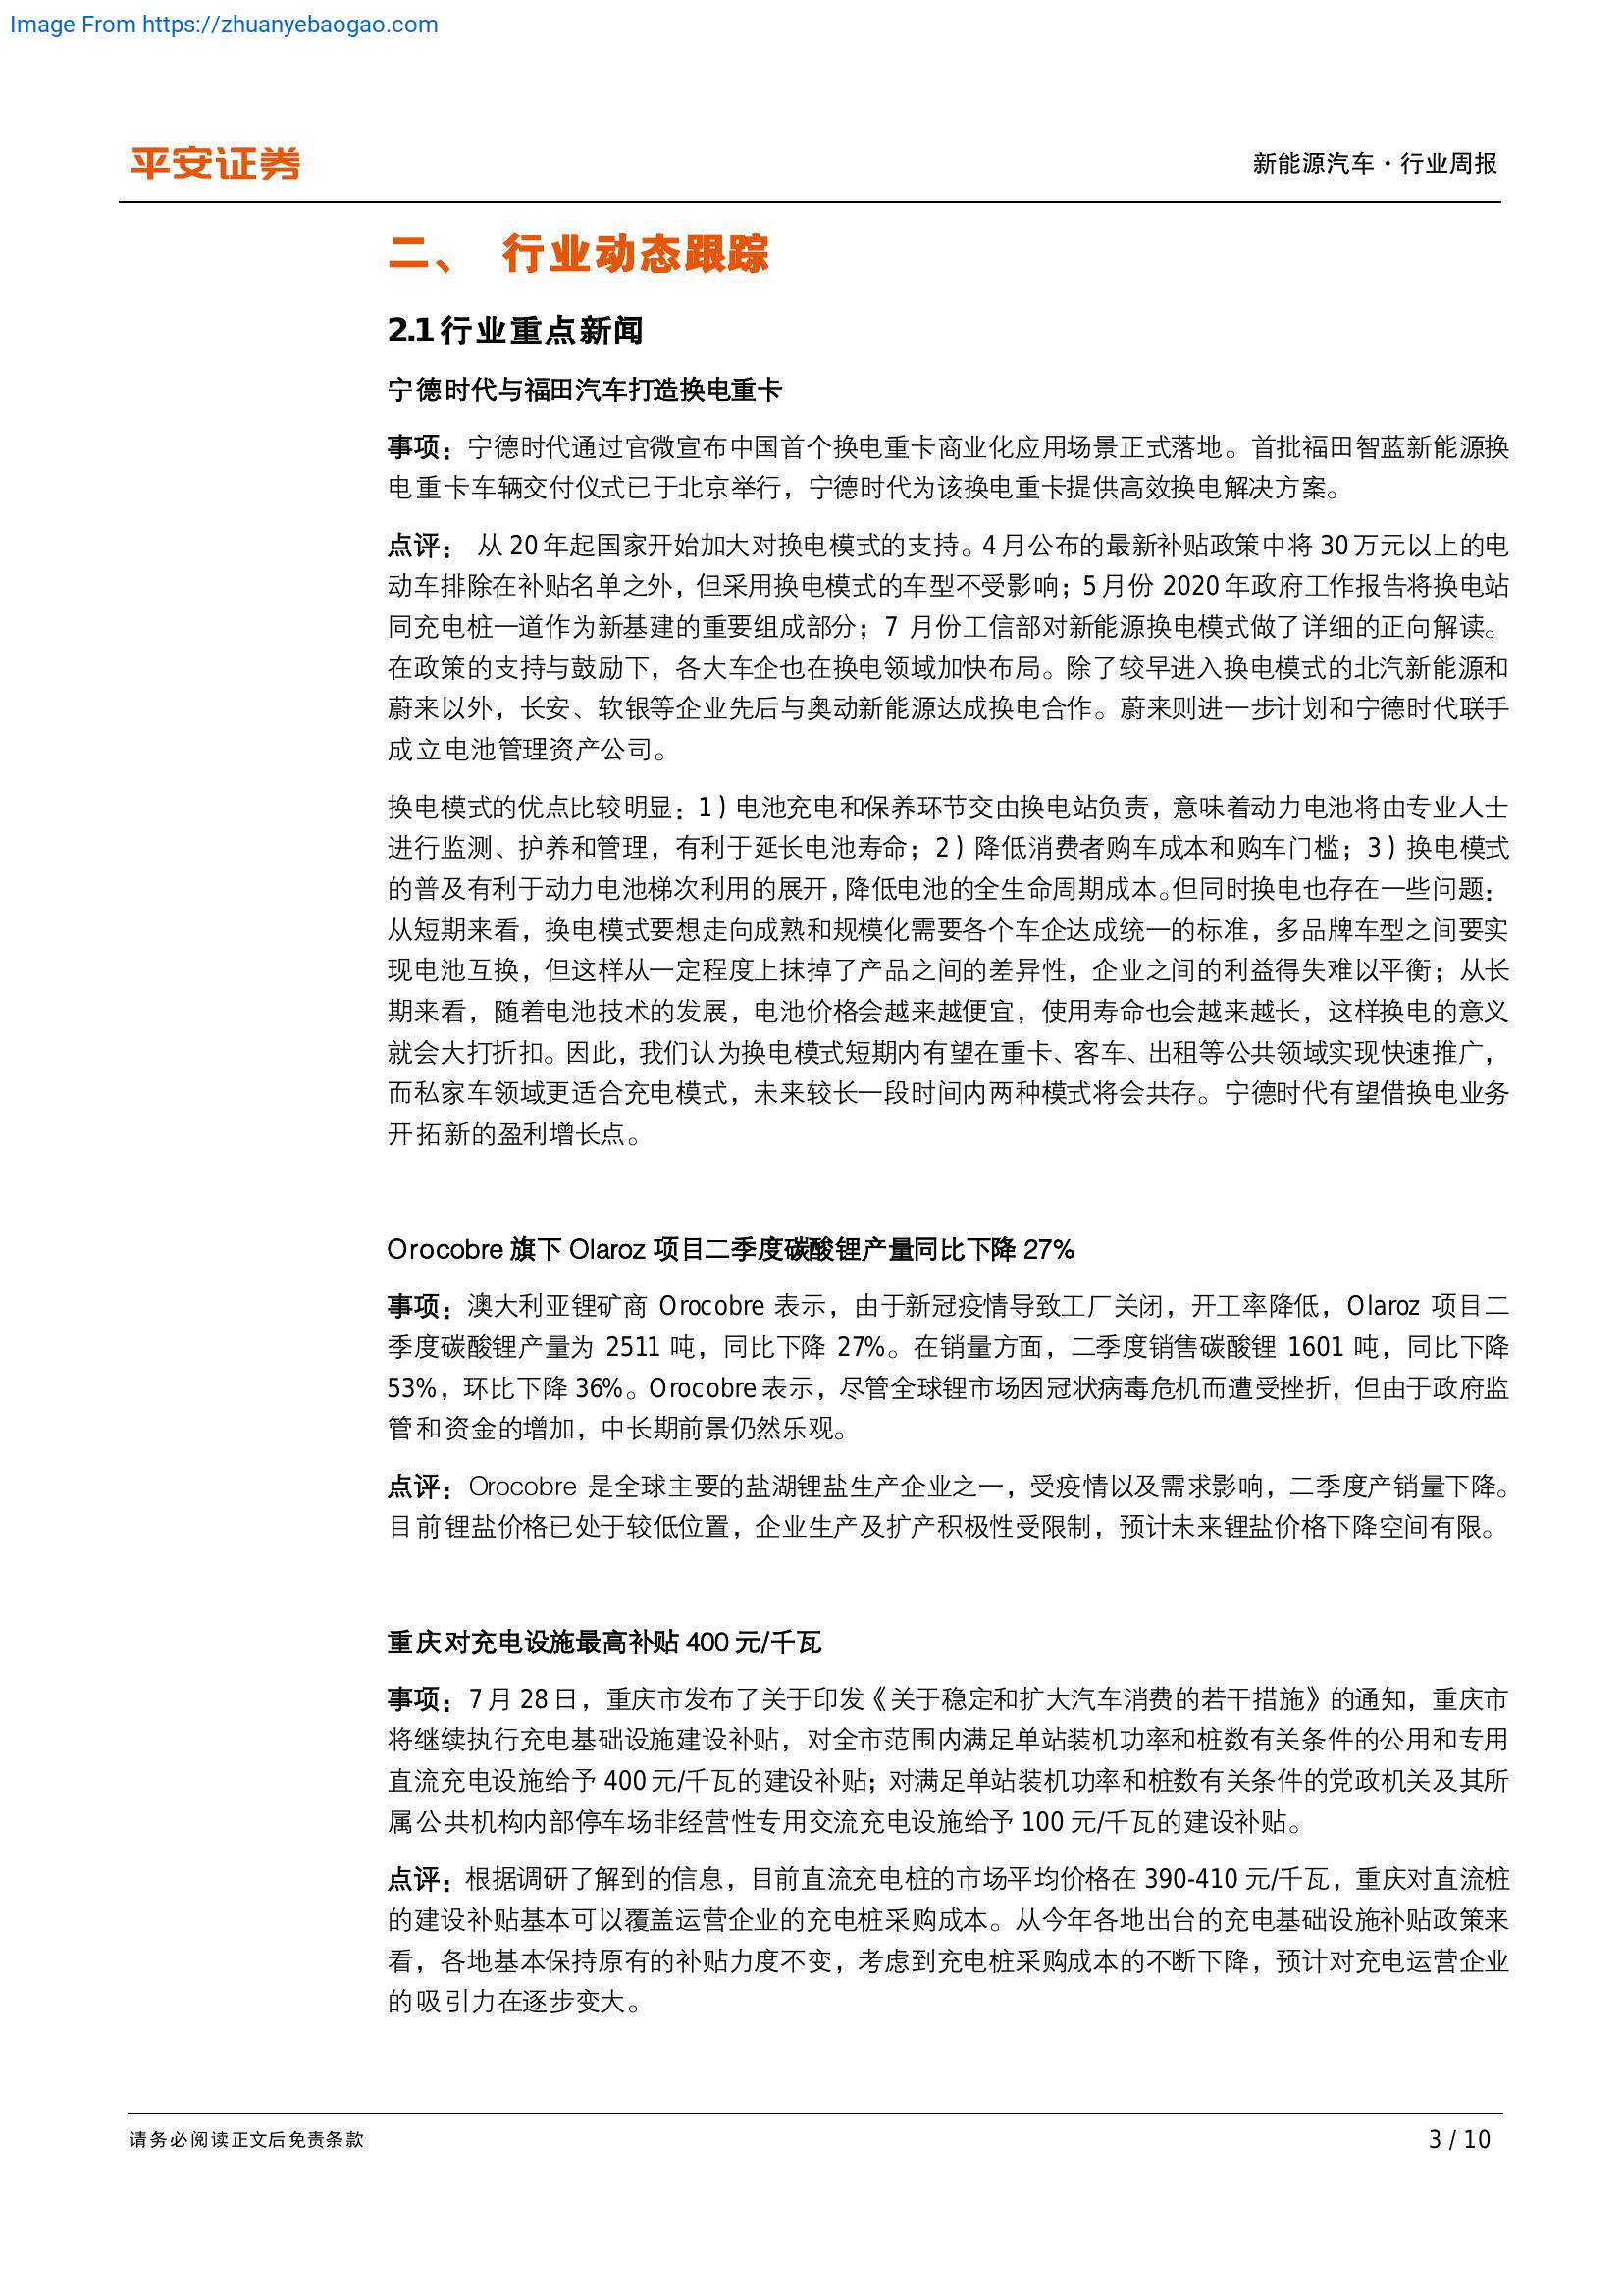 Image From https://zhuanyebaogao.com
平安证券
新能源汽车·行业周报
二、 行业动态跟踪
2.1行业重点新闻
宁德时代与福田汽车打造换电重卡
事项：宁德时代通过官微宣布中国首个换电重卡商业化应用场景正式落地。首批福田智蓝新能源换
电重卡车辆交付仪式已于北京举行，宁德时代为该换电重卡提供高效换电解决方案。
点评： 从 20 年起国家开始加大对换电模式的支持。4 月公布的最新补贴政策中将 30 万元以上的电
动车排除在补贴名单之外，但采用换电模式的车型不受影响；5 月份 2020 年政府工作报告将换电站
同充电桩一道作为新基建的重要组成部分；7 月份工信部对新能源换电模式做了详细的正向解读。
在政策的支持与鼓励下，各大车企也在换电领域加快布局。除了较早进入换电模式的北汽新能源和
蔚来以外，长安、软银等企业先后与奥动新能源达成换电合作。蔚来则进一步计划和宁德时代联手
成立电池管理资产公司。
换电模式的优点比较明显：1）电池充电和保养环节交由换电站负责，意味着动力电池将由专业人士
进行监测、护养和管理，有利于延长电池寿命；2）降低消费者购车成本和购车门槛；3）换电模式
的普及有利于动力电池梯次利用的展开，降低电池的全生命周期成本。但同时换电也存在一些问题：
从短期来看，换电模式要想走向成熟和规模化需要各个车企达成统一的标准，多品牌车型之间要实
现电池互换，但这样从一定程度上抹掉了产品之间的差异性，企业之间的利益得失难以平衡；从长
期来看，随着电池技术的发展，电池价格会越来越便宜，使用寿命也会越来越长，这样换电的意义
就会大打折扣。因此，我们认为换电模式短期内有望在重卡、客车、出租等公共领域实现快速推广，
而私家车领域更适合充电模式，未来较长一段时间内两种模式将会共存。宁德时代有望借换电业务
开拓新的盈利增长点。
Orocobre 旗下 Olaroz 项目二季度碳酸锂产量同比下降 27%
事项：澳大利亚锂矿商 Orocobre 表示，由于新冠疫情导致工厂关闭，开工率降低，Olaroz 项目二
季度碳酸锂产量为 2511 吨，同比下降 27%。在销量方面，二季度销售碳酸锂 1601 吨，同比下降
53%，环比下降 36%。Orocobre 表示，尽管全球锂市场因冠状病毒危机而遭受挫折，但由于政府监
管和资金的增加，中长期前景仍然乐观。
点评：Orocobre 是全球主要的盐湖锂盐生产企业之一，受疫情以及需求影响，二季度产销量下降。
目前锂盐价格已处于较低位置，企业生产及扩产积极性受限制，预计未来锂盐价格下降空间有限。
重庆对充电设施最高补贴 400 元/千瓦
事项：7 月 28 日，重庆市发布了关于印发《关于稳定和扩大汽车消费的若干措施》的通知，重庆市
将继续执行充电基础设施建设补贴，对全市范围内满足单站装机功率和桩数有关条件的公用和专用
直流充电设施给予 400 元/千瓦的建设补贴；对满足单站装机功率和桩数有关条件的党政机关及其所
属公共机构内部停车场非经营性专用交流充电设施给予 100 元/千瓦的建设补贴。
点评：根据调研了解到的信息，目前直流充电桩的市场平均价格在 390-410 元/千瓦，重庆对直流桩
的建设补贴基本可以覆盖运营企业的充电桩采购成本。从今年各地出台的充电基础设施补贴政策来
看，各地基本保持原有的补贴力度不变，考虑到充电桩采购成本的不断下降，预计对充电运营企业
的吸引力在逐步变大。
请务必阅读正文后免责条款
3 / 10